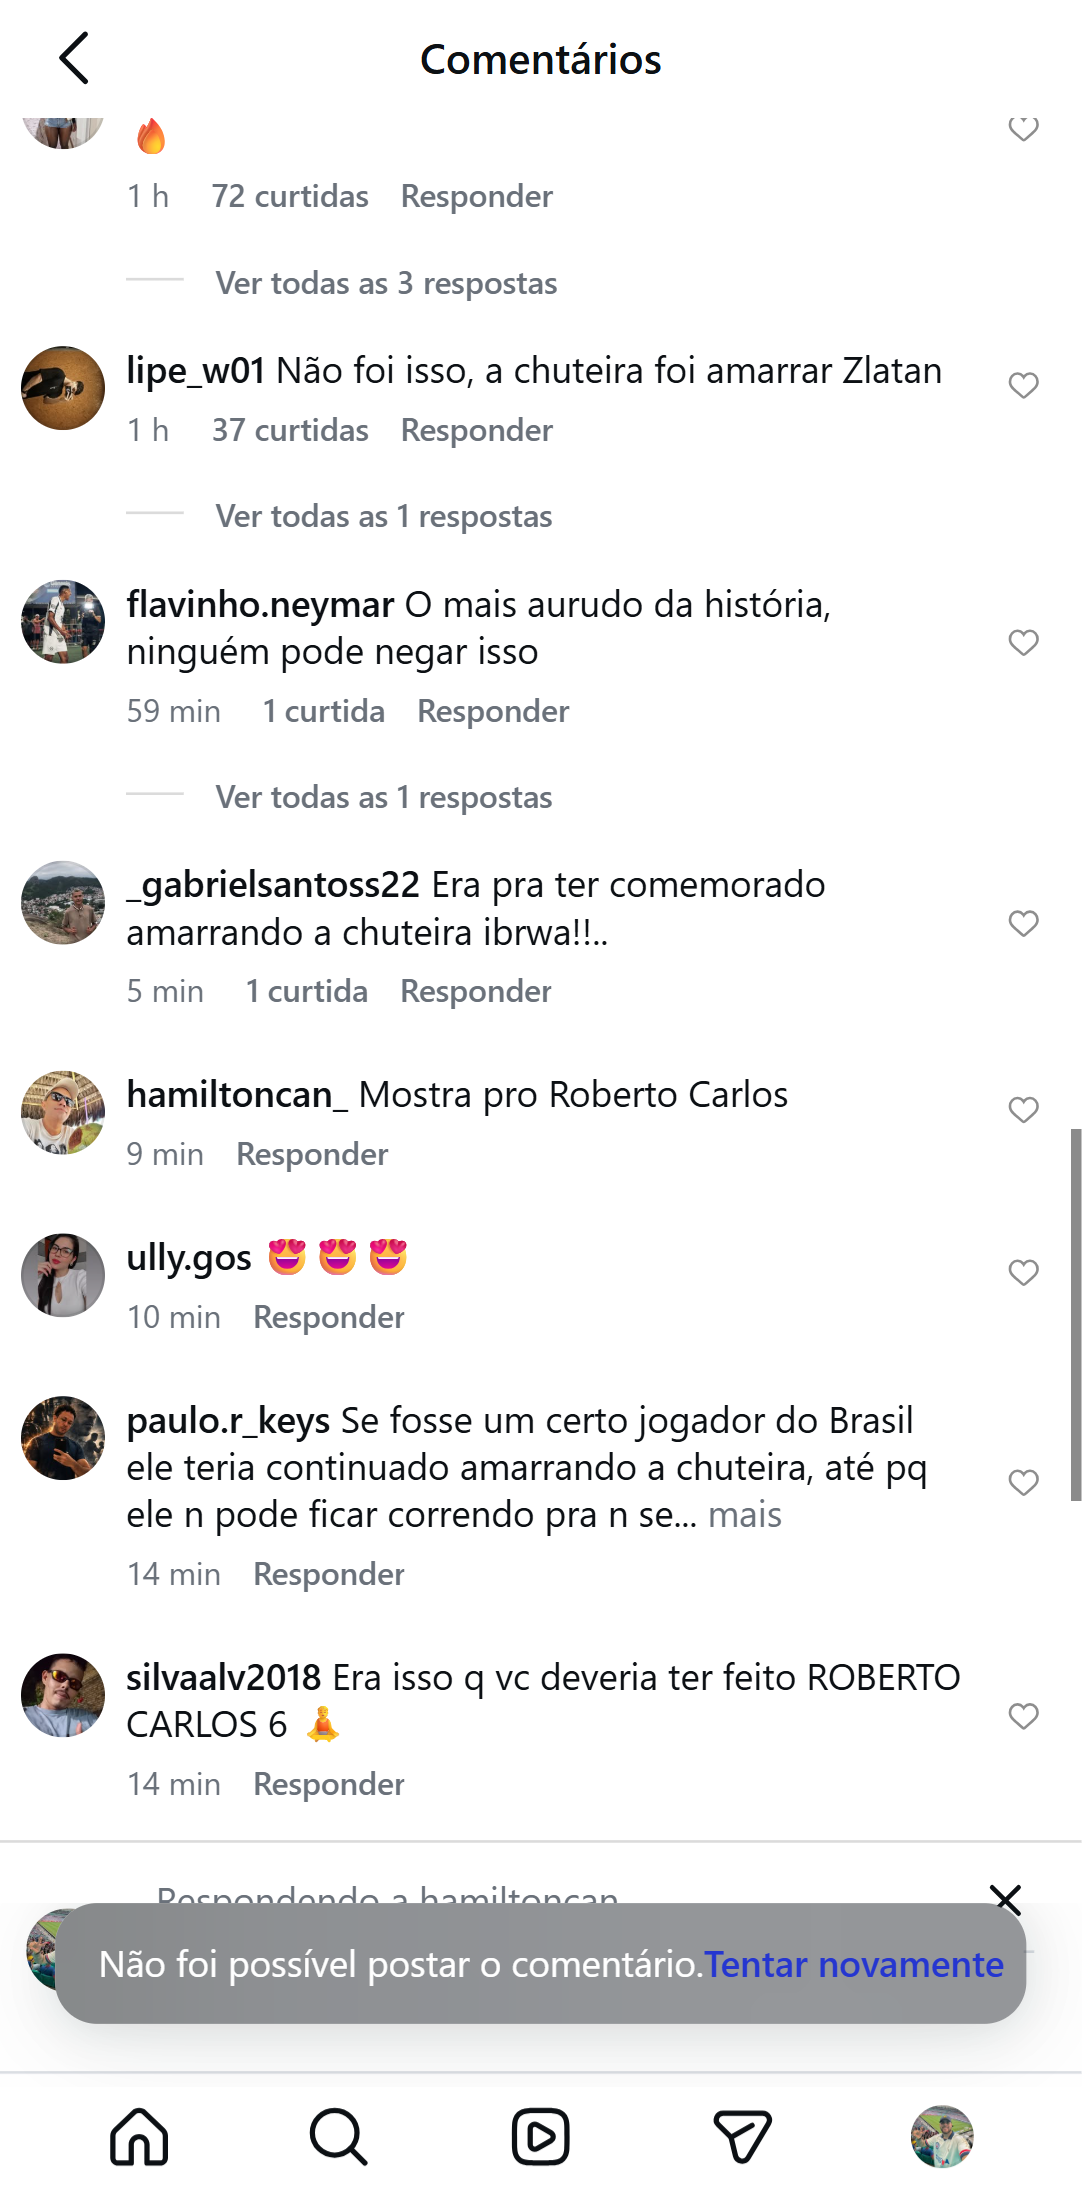 Comentários
🔥
1 h 72 curtidas Responder
Ver todas as 3 respostas
lipe_w01 Não foi isso, a chuteira foi amarrar Zlatan
1 h 37 curtidas Responder
Ver todas as 1 respostas
flavinho.neymar O mais aurudo da história,
ninguém pode negar isso
59 min 1 curtida Responder
Ver todas as 1 respostas
_gabrielsantoss22 Era pra ter comemorado
amarrando a chuteira ibrwa!!..
5 min 1 curtida Responder
hamiltoncan_ Mostra pro Roberto Carlos
9 min Responder
ully.gos 😍😍😍
10 min Responder
paulo.r_keys Se fosse um certo jogador do Brasil
ele teria continuado amarrando a chuteira, até pq
ele n pode ficar correndo pra n se... mais
14 min Responder
silvaalv2018 Era isso q vc deveria ter feito ROBERTO
CARLOS 6 🧘
14 min Responder
Respondendo a hamiltoncan_
Não foi possível postar o comentário.Tentar novamente